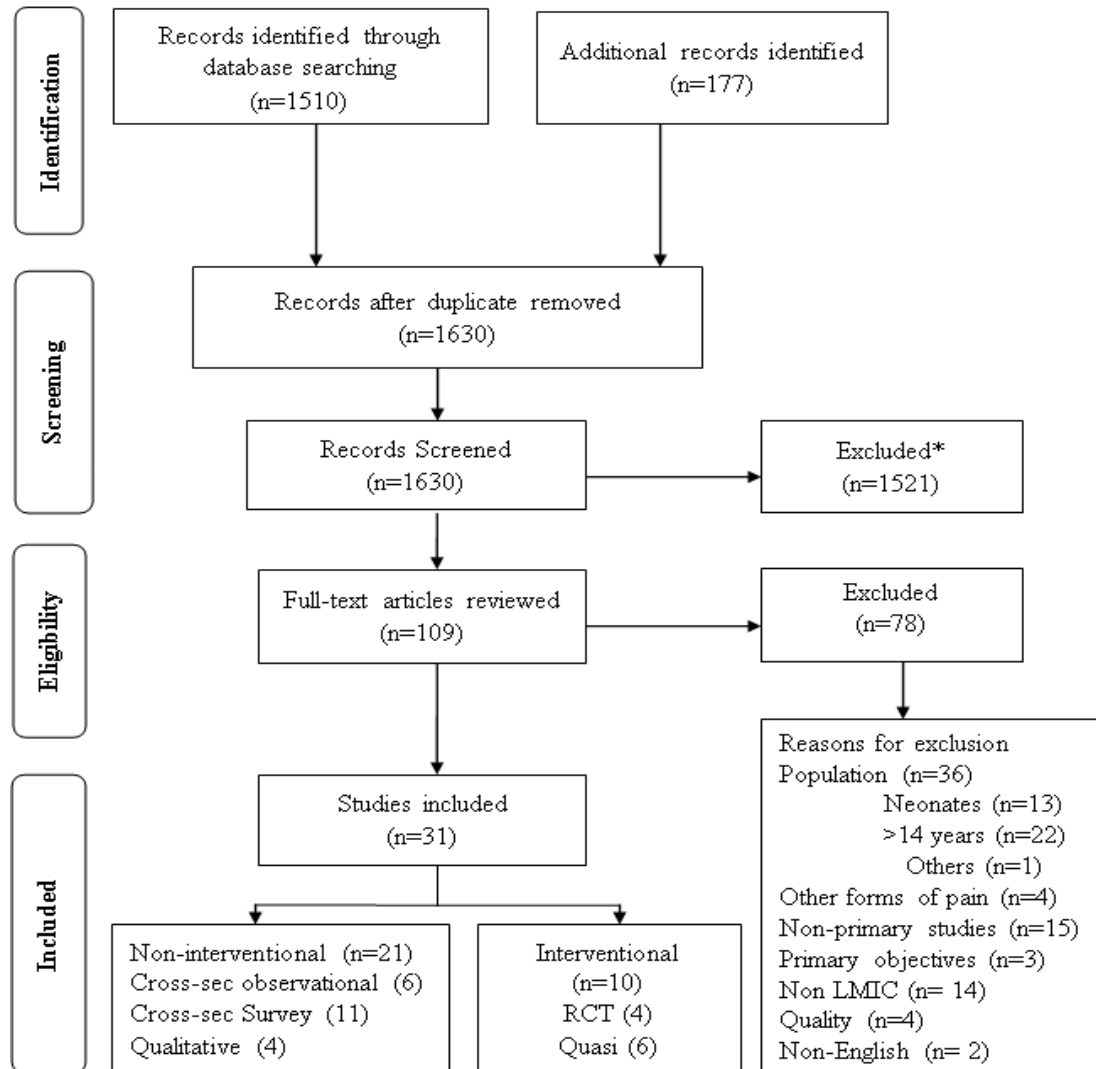 Identification
Records identified through
database searching
(n=1510)
Additional records identified
(n=177)
Screening
Records after duplicate removed
(n=1630)
Records Screened
(n=1630)
Excluded*
(n=1521)
Eligibility
Full-text articles reviewed
(n=109)
Excluded
(n=78)
Reasons for exclusion
Population (n=36)
Neonates (n=13)
>14 years (n=22)
Others (n=1)
Other forms of pain (n=4)
Non-primary studies (n=15)
Primary objectives (n=3)
Non LMIC (n= 14)
Quality (n=4)
Non-English (n= 2)
Included
Studies included
(n=31)
Non-interventional (n=21)
Cross-sec observational (6)
Cross-sec Survey (11)
Qualitative (4)
Interventional
(n=10)
RCT (4)
Quasi (6)